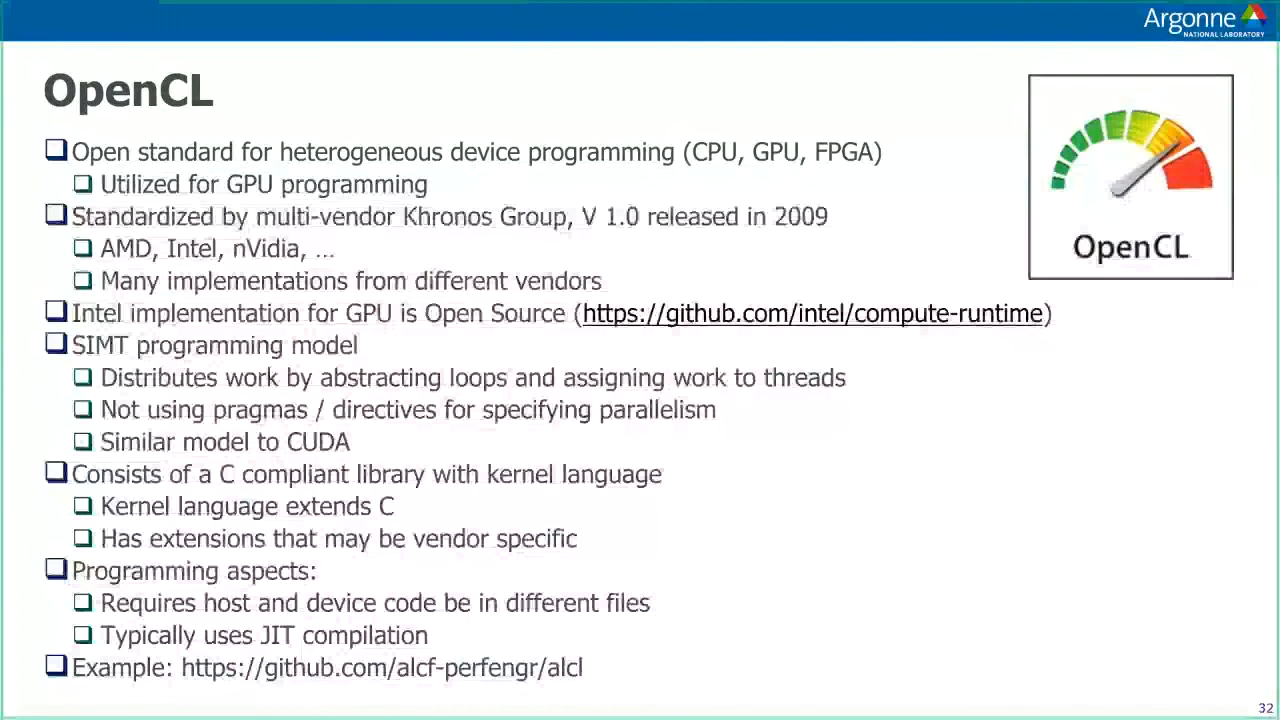 Argonne
NATIONAL LABORATORY
OpenCL
Open standard for heterogeneous device programming (CPU, GPU, FPGA)
Utilized for GPU programming
Standardized by multi-vendor Khronos Group, V 1.0 released in 2009
AMD, Intel, nVidia, ...
Many implementations from different vendors
Intel implementation for GPU is Open Source (https://github.com/intel/compute-runtime)
SIMT programming model
Distributes work by abstracting loops and assigning work to threads
Not using pragmas / directives for specifying parallelism
Similar model to CUDA
Consists of a C compliant library with kernel language
Kernel language extends C
Has extensions that may be vendor specific
Programming aspects:
Requires host and device code be in different files
Typically uses JIT compilation
Example: https://github.com/alcf-perfengr/alcl
OpenCL
32